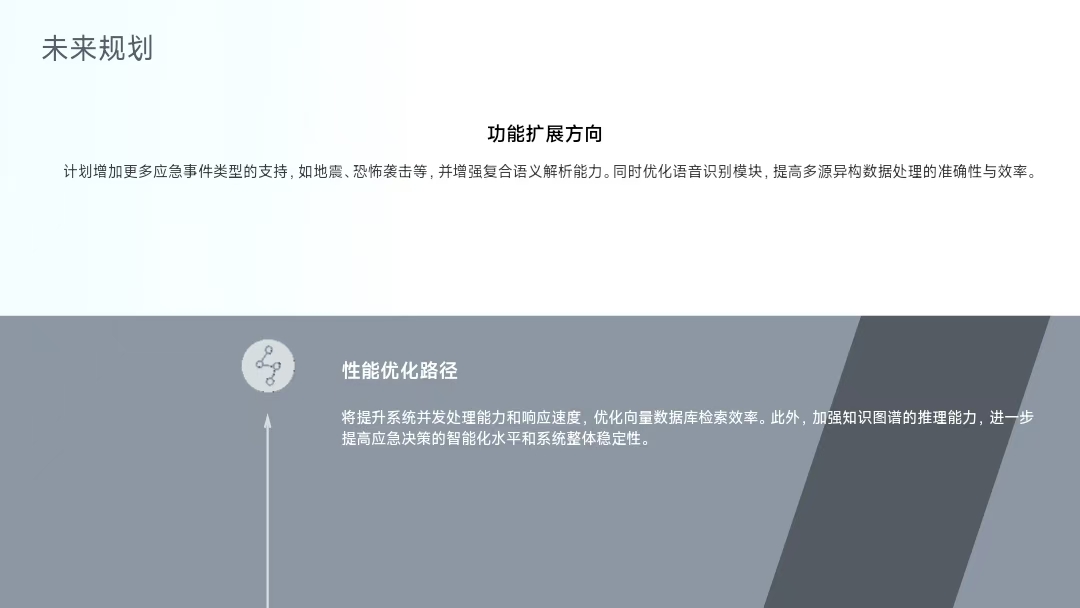 未来规划
功能扩展方向
计划增加更多应急事件类型的支持,如地震、恐怖袭击等,并增强复合语义解析能力。同时优化语音识别模块,提高多源异构数据处理的准确性与效率。
性能优化路径
将提升系统并发处理能力和响应速度,优化向量数据库检索效率。此外,加强知识图谱的推理能力,进一步
提高应急决策的智能化水平和系统整体稳定性。